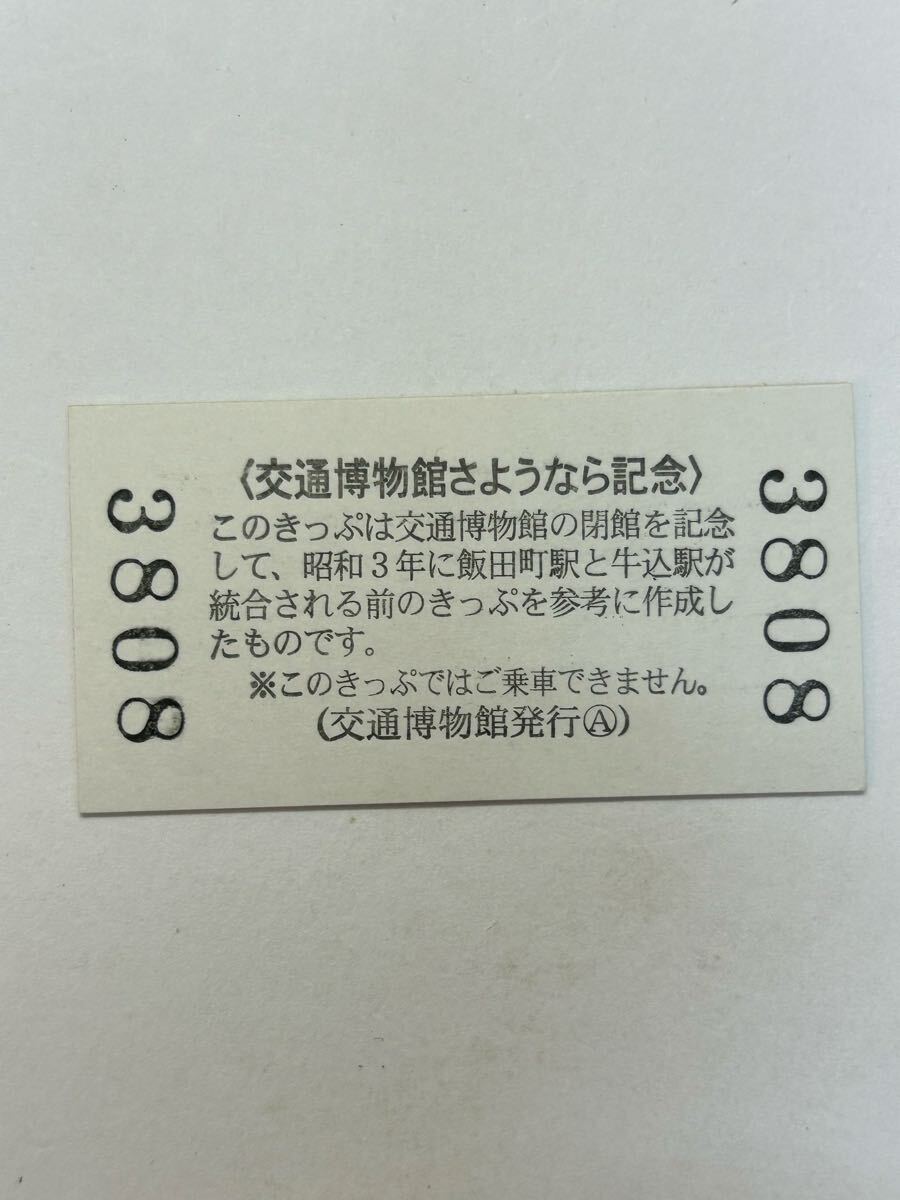 〈交通博物館さようなら記念〉
このきっぷは交通博物館の閉館を記念
して、昭和3年に飯田町駅と牛込駅が
統合される前のきっぷを参考に作成し
たものです。
※このきっぷではご乗車できません。
(交通博物館発行Ⓐ)
3808
3808